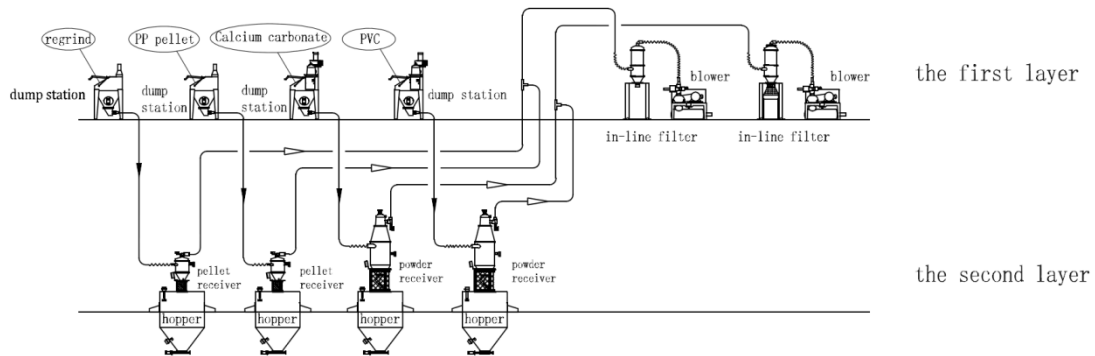 regrind
PP pellet
Calcium carbonate
PVC
dump station
dump
station
dump
station
dump station
blower
blower
the first layer
in-line filter
in-line filter
pellet
receiver
pellet
receiver
powder
receiver
powder
receiver
the second layer
hopper
hopper
hopper
hopper